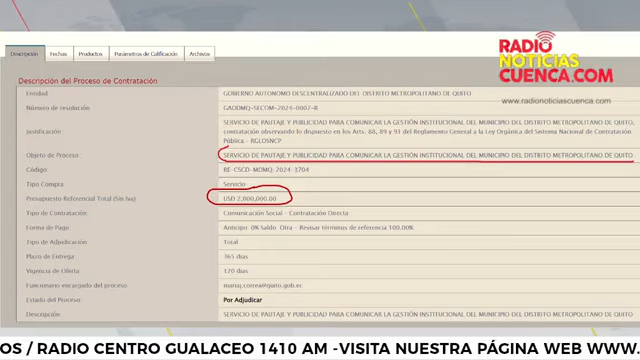 Descripción Fechas Productos Parámetros de Calificación Archivos
RADIO
NOTICIAS
CUENCA.COM
www.radionoticiascuenca.com
Descripción del Proceso de Contratación
Entidad GOBIERNO AUTONOMO DESCENTRALIZADO DEL DISTRITO METROPOLITANO DE QUITO
Número de resolución GADDMQ-SECOM-2024-0007-R
Justificación SERVICIO DE PAUTAJE Y PUBLICIDAD PARA COMUNICAR LA GESTIÓN INSTITUCIONAL DEL MUNICIPIO DEL DISTRITO METROPOLITANO DE QUITO,
contratación observando lo dispuesto en los Arts. 88, 89 y 93 del Reglamento General a la Ley Orgánica del Sistema Nacional de Contratación
Pública - RGLOSNCP
Objeto de Proceso SERVICIO DE PAUTAJE Y PUBLICIDAD PARA COMUNICAR LA GESTIÓN INSTITUCIONAL DEL MUNICIPIO DEL DISTRITO METROPOLITANO DE QUITO
Código RE-CSCD-MDMQ-2024-3704
Tipo Compra Servicio
Presupuesto Referencial Total (Sin Iva) USD 2,000,000.00
Tipo de Contratación: Comunicación Social - Contratación Directa
Forma de Pago Anticipo: 0% Saldo: Otra - Revisar términos de referencia 100.00%
Tipo de Adjudicación Total
Plazo de Entrega 365 días
Vigencia de Oferta 120 días
Funcionario encargado del proceso manaj.correa@quito.gob.ec
Estado del Proceso Por Adjudicar
Descripción SERVICIO DE PAUTAJE Y PUBLICIDAD PARA COMUNICAR LA GESTIÓN INSTITUCIONAL DEL MUNICIPIO DEL DISTRITO METROPOLITANO DE QUITO
OS / RADIO CENTRO GUALACEO 1410 AM -VISITA NUESTRA PÁGINA WEB WWW.